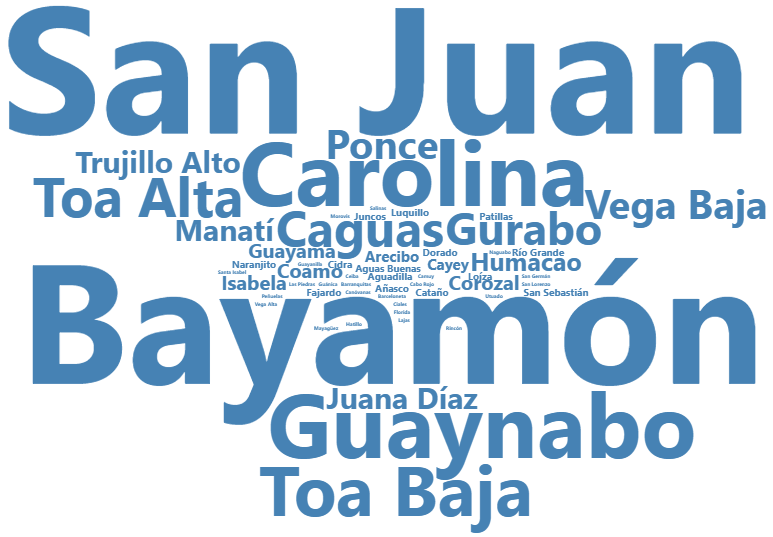 San Juan
Ponce
Trujillo Alto
Carolina
Toa Alta
Vega Baja
Salinas
Morovis
Juncos
Luquillo
Patillas
Manatí
Caguas
Gurabo
Guayama
Arecibo
Dorado
Naguabo
Río Grande
Naranjito
Guayanilla
Cidra
Aguas Buenas
Cayey
Humacao
Santa Isabel
Coamo
Ceiba
Aguadilla
Camuy
Loíza
San Germán
Isabela
Las Piedras
Guánica
Barranquitas
Añasco
Cabo Rojo
Corozal
San Lorenzo
Peñuelas
Fajardo
Canóvanas
Barceloneta
Cataño
Utuado
San Sebastián
Vega Alta
Ciales
Florida
Lajas
Bayamón
Mayagüez
Hatillo
Rincón
Juana Díaz
Guaynabo
Toa Baja